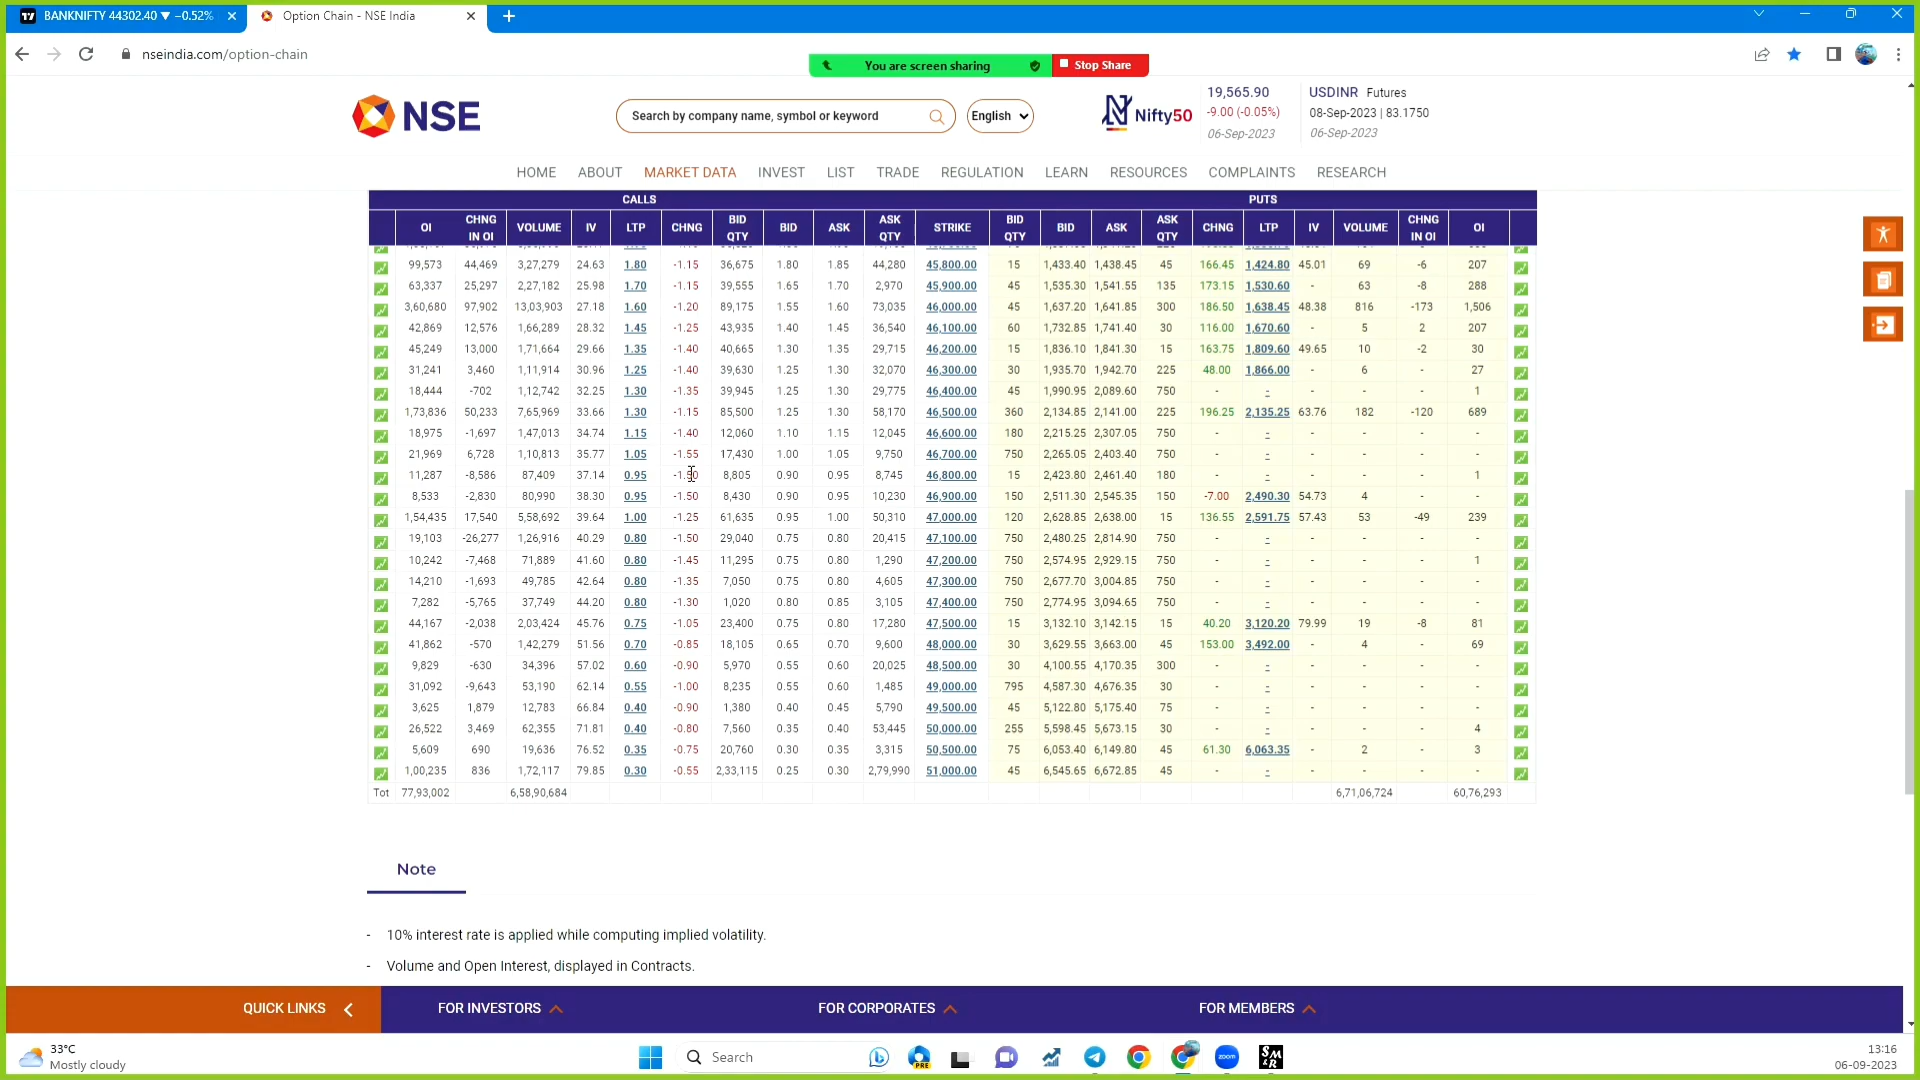 BANKNIFTY 44302.40 ▼ −0.52%
Option Chain - NSE India
nseindia.com/option-chain
You are screen sharing
Stop Share
NSE
Search by company name, symbol or keyword
English
Nifty50
19,565.90
-9.00 (-0.05%)
06-Sep-2023
USDINR Futures
08-Sep-2023 | 83.1750
06-Sep-2023
HOME ABOUT MARKET DATA INVEST LIST TRADE REGULATION LEARN RESOURCES COMPLAINTS RESEARCH
CALLS PUTS
OI CHNG IN OI VOLUME IV LTP CHNG BID QTY BID ASK ASK QTY STRIKE BID QTY BID ASK ASK QTY CHNG LTP IV VOLUME CHNG IN OI OI
99,573 44,469 3,27,279 24.63 1.80 -1.15 36,675 1.80 1.85 44,280 45,800.00 15 1,433.40 1,438.45 45 166.45 1,424.80 45.01 69 -6 207
63,337 25,297 2,27,182 25.98 1.70 -1.15 39,555 1.65 1.70 2,970 45,900.00 45 1,535.30 1,541.55 135 173.15 1,530.60 - 63 -8 288
3,60,680 97,902 13,03,903 27.18 1.60 -1.20 89,175 1.55 1.60 73,035 46,000.00 45 1,637.20 1,641.85 300 186.50 1,638.45 48.38 816 -173 1,506
42,869 12,576 1,66,289 28.32 1.45 -1.25 43,935 1.40 1.45 36,540 46,100.00 60 1,732.85 1,741.40 30 116.00 1,670.60 - 5 2 207
45,249 13,000 1,71,664 29.66 1.35 -1.40 40,665 1.30 1.35 29,715 46,200.00 15 1,836.10 1,841.30 15 163.75 1,809.60 49.65 10 -2 30
31,241 3,460 1,11,914 30.96 1.25 -1.40 39,630 1.25 1.30 32,070 46,300.00 30 1,935.70 1,942.70 225 48.00 1,866.00 - 6 - 27
18,444 -702 1,12,742 32.25 1.30 -1.35 39,945 1.25 1.30 29,775 46,400.00 45 1,990.95 2,089.60 750 - - - - - 1
1,73,836 50,233 7,65,969 33.66 1.30 -1.15 85,500 1.25 1.30 58,170 46,500.00 360 2,134.85 2,141.00 225 196.25 2,135.25 63.76 182 -120 689
18,975 -1,697 1,47,013 34.74 1.15 -1.40 12,060 1.10 1.15 12,045 46,600.00 180 2,215.25 2,307.05 750 - - - - - -
21,969 6,728 1,10,813 35.77 1.05 -1.55 17,430 1.00 1.05 9,750 46,700.00 750 2,265.05 2,403.40 750 - - - - - -
11,287 -8,586 87,409 37.14 0.95 8,805 0.90 0.95 8,745 46,800.00 15 2,423.80 2,461.40 180 - - - - - 1
8,533 -2,830 80,990 38.30 0.95 -1.50 8,430 0.90 0.95 10,230 46,900.00 150 2,511.30 2,545.35 150 -7.00 2,490.30 54.73 4 - -
1,54,435 17,540 5,58,692 39.64 1.00 -1.25 61,635 0.95 1.00 50,310 47,000.00 120 2,628.85 2,638.00 15 136.55 2,591.75 57.43 53 -49 239
19,103 -26,277 1,26,916 40.29 0.80 -1.50 29,040 0.75 0.80 20,415 47,100.00 750 2,480.25 2,814.90 750 - - - - - -
10,242 -7,468 71,889 41.60 0.80 -1.45 11,295 0.75 0.80 1,290 47,200.00 750 2,574.95 2,929.15 750 - - - - - 1
14,210 -1,693 49,785 42.64 0.80 -1.35 7,050 0.75 0.80 4,605 47,300.00 750 2,677.70 3,004.85 750 - - - - - -
7,282 -5,765 37,749 44.20 0.80 -1.30 1,020 0.80 0.85 3,105 47,400.00 750 2,774.95 3,094.65 750 - - - - - -
44,167 -2,038 2,03,424 45.76 0.75 -1.05 23,400 0.75 0.80 17,280 47,500.00 15 3,132.10 3,142.15 15 40.20 3,120.20 79.99 19 -8 81
41,862 -570 1,42,279 51.56 0.70 -0.85 18,105 0.65 0.70 9,600 48,000.00 30 3,629.55 3,663.00 45 153.00 3,492.00 - 4 - 69
9,829 -630 34,396 57.02 0.60 -0.90 5,970 0.55 0.60 20,025 48,500.00 30 4,100.55 4,170.35 300 - - - - - -
31,092 -9,643 53,190 62.14 0.55 -1.00 8,235 0.55 0.60 1,485 49,000.00 795 4,587.30 4,676.35 30 - - - - - -
3,625 1,879 12,783 66.84 0.40 -0.90 1,380 0.40 0.45 5,790 49,500.00 45 5,122.80 5,175.40 75 - - - - - -
26,522 3,469 62,355 71.81 0.40 -0.80 7,560 0.35 0.40 53,445 50,000.00 255 5,598.45 5,673.15 30 - - - - - 4
5,609 690 19,636 76.52 0.35 -0.75 20,760 0.30 0.35 3,315 50,500.00 75 6,053.40 6,149.80 45 61.30 6,063.35 - 2 - 3
1,00,235 836 1,72,117 79.85 0.30 -0.55 2,33,115 0.25 0.30 2,79,990 51,000.00 45 6,545.65 6,672.85 45 - - - - - -
Tot 77,93,002 6,58,90,684 6,71,06,724 60,76,293
Note
- 10% interest rate is applied while computing implied volatility.
- Volume and Open Interest, displayed in Contracts.
QUICK LINKS FOR INVESTORS FOR CORPORATES FOR MEMBERS
33°C
Mostly cloudy
Search
PRE
zoom
13:16
06-09-2023